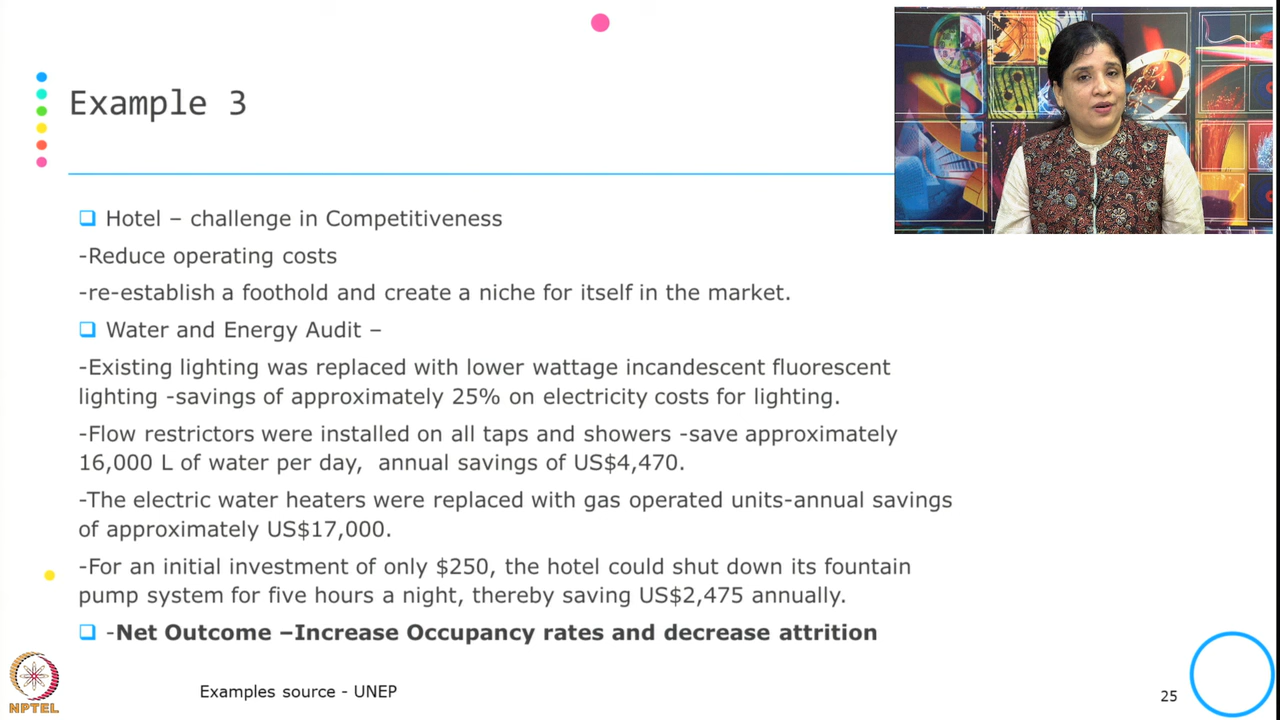 Example 3
Hotel – challenge in Competitiveness
-Reduce operating costs
-re-establish a foothold and create a niche for itself in the market.
Water and Energy Audit –
-Existing lighting was replaced with lower wattage incandescent fluorescent
lighting -savings of approximately 25% on electricity costs for lighting.
-Flow restrictors were installed on all taps and showers -save approximately
16,000 L of water per day,  annual savings of US$4,470.
-The electric water heaters were replaced with gas operated units-annual savings
of approximately US$17,000.
-For an initial investment of only $250, the hotel could shut down its fountain
pump system for five hours a night, thereby saving US$2,475 annually.
-Net Outcome –Increase Occupancy rates and decrease attrition
Examples source - UNEP
25
NPTEL